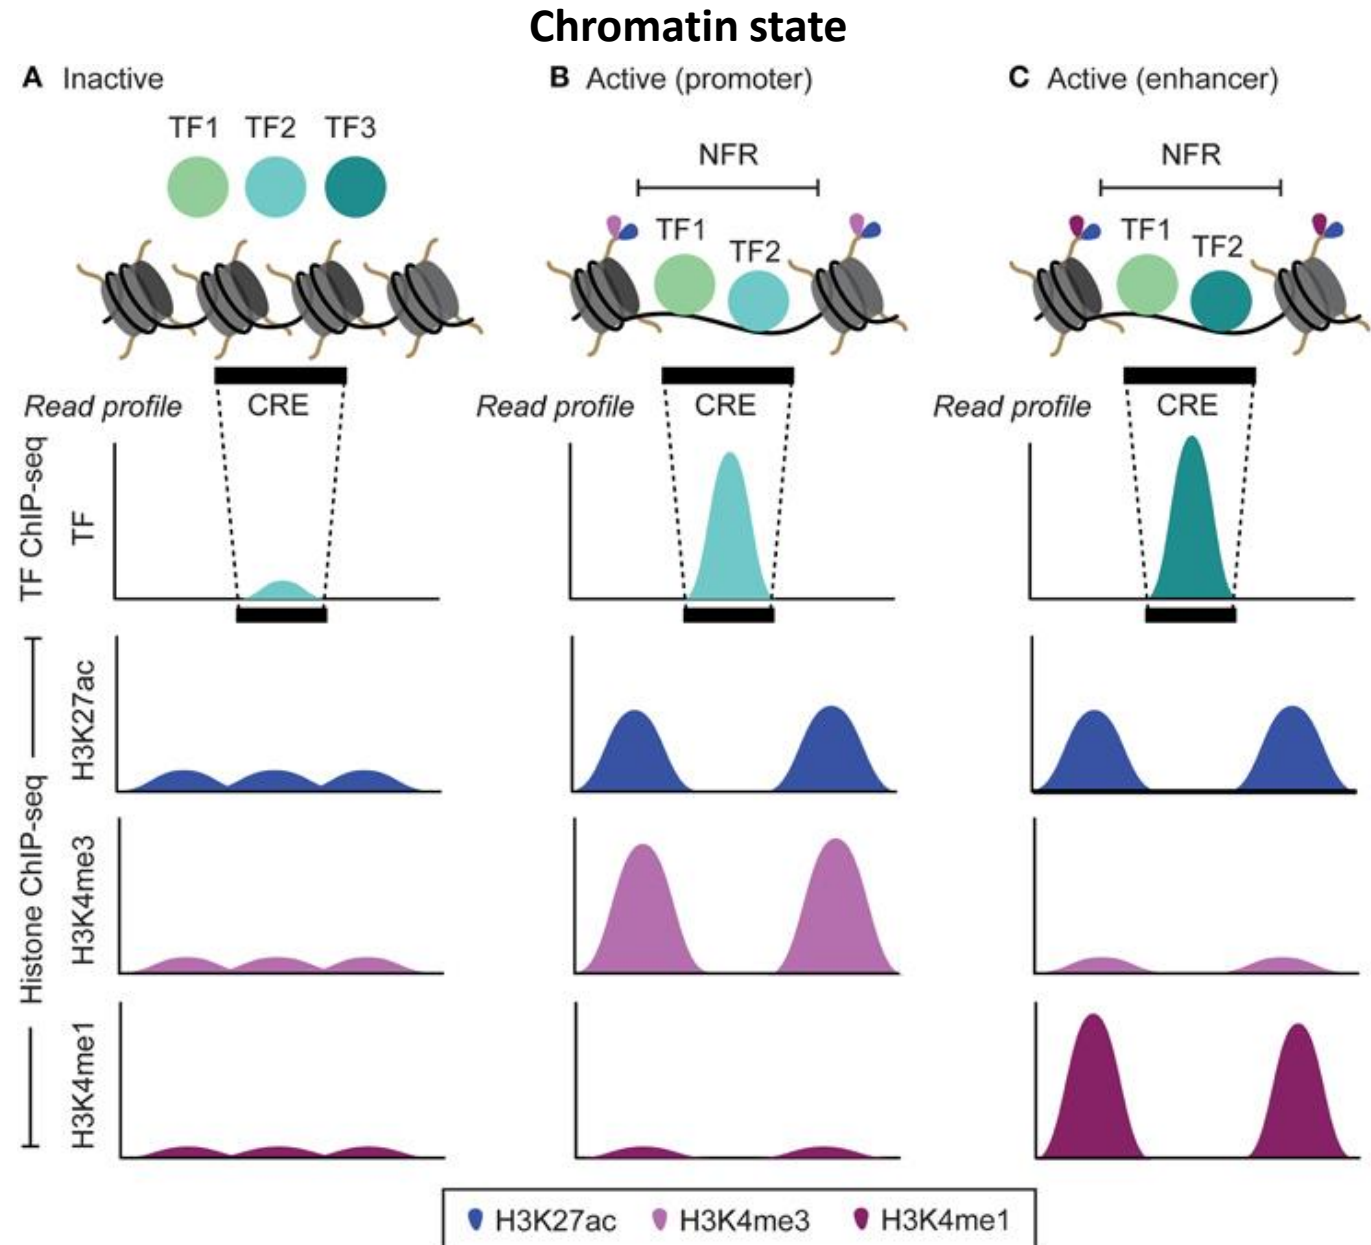 Chromatin state
A Inactive
TF1 TF2 TF3
B Active (promoter)
NFR
TF1
TF2
C Active (enhancer)
NFR
TF1
TF2
Read profile
CRE
Read profile
CRE
Read profile
CRE
TF ChIP-seq
TF
Histone ChIP-seq
H3K27ac
H3K4me3
H3K4me1
H3K27ac H3K4me3 H3K4me1